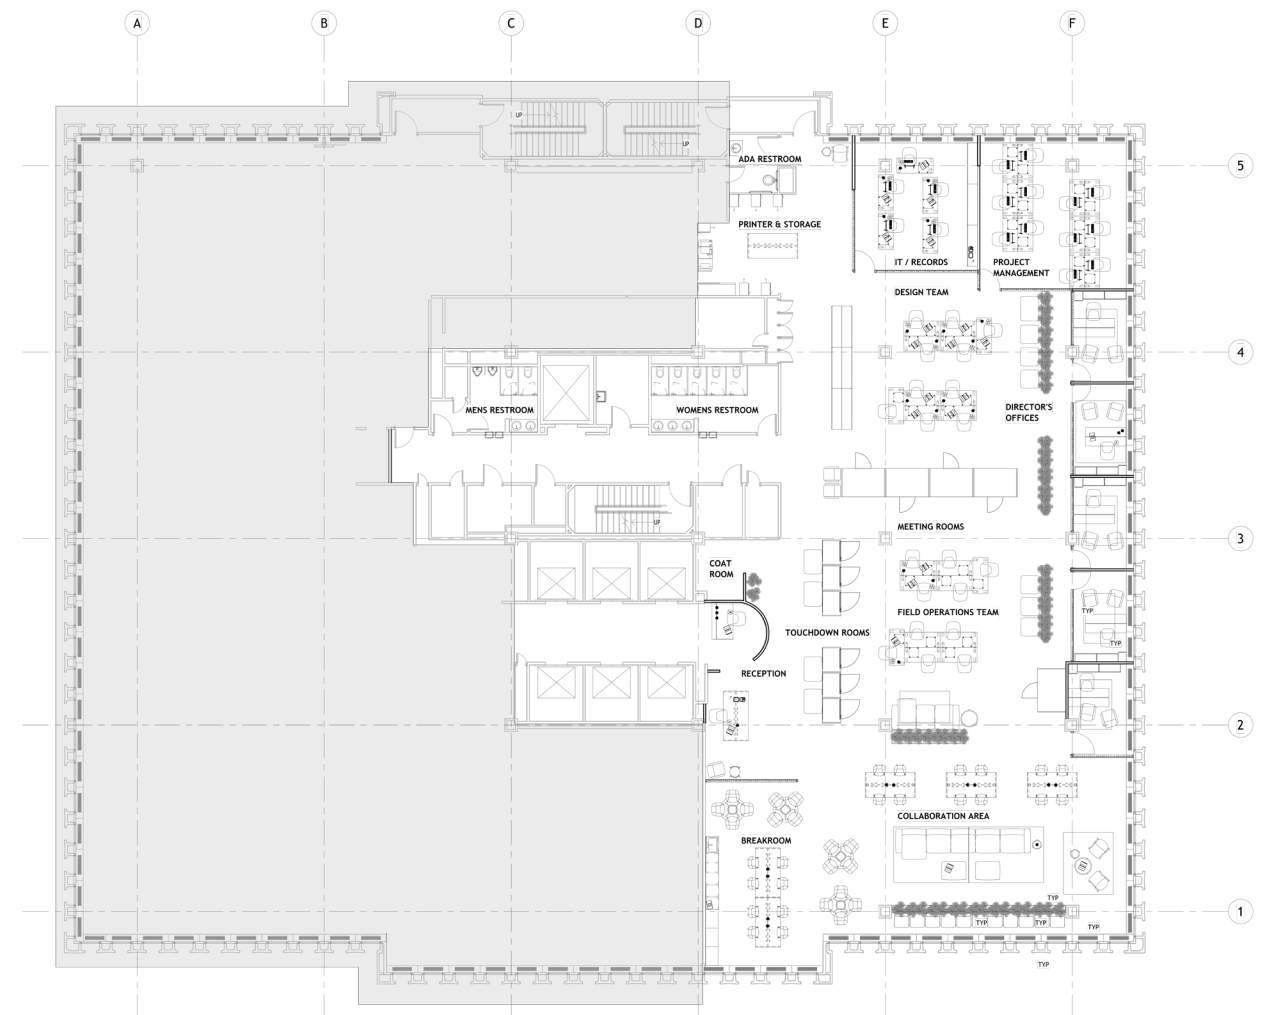 A B C D E F
UP
UP
ADA RESTROOM
5
PRINTER & STORAGE
IT / RECORDS
PROJECT
MANAGEMENT
DESIGN TEAM
4
MENS RESTROOM
WOMENS RESTROOM
DIRECTOR'S
OFFICES
UP
MEETING ROOMS
3
COAT
ROOM
TYP
FIELD OPERATIONS TEAM
TOUCHDOWN ROOMS
TYP
RECEPTION
2
COLLABORATION AREA
BREAKROOM
TYP
1
TYP
TYP
TYP
TYP